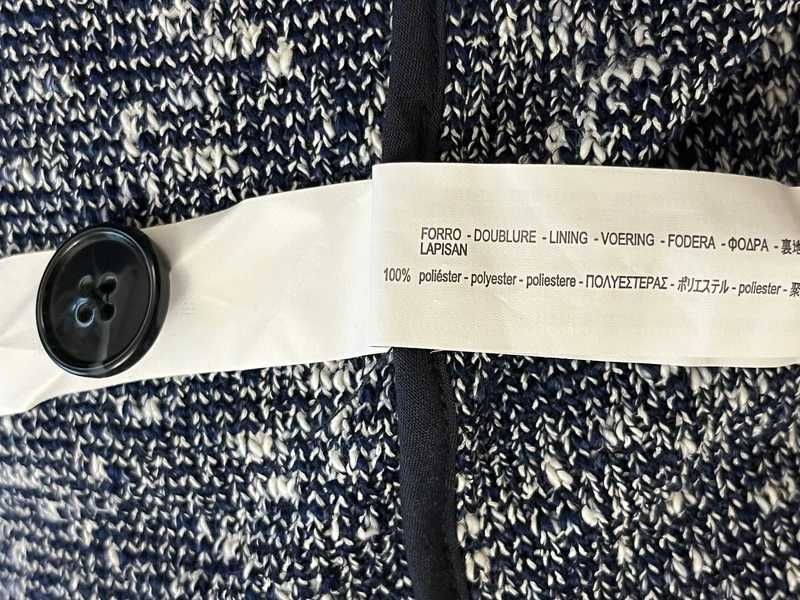 FORRO - DOUBLURE - LINING - VOERING - FODERA - ΦΟΔΡΑ - 裏地
LAPISAN
100% poliéster - polyester - poliestere - ΠΟΛΥΕΣΤΕΡΑΣ - ポリエステル - poliester -